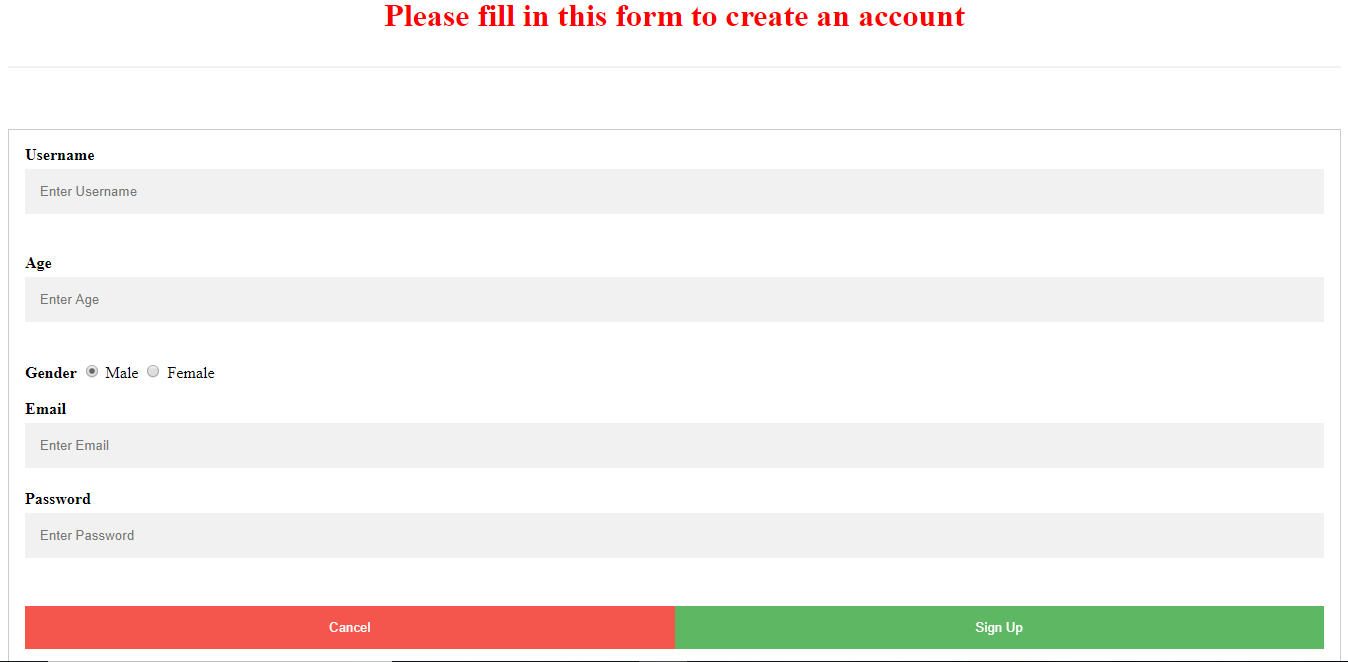 Please fill in this form to create an account
Username
Enter Username
Age
Enter Age
Gender Male Female
Email
Enter Email
Password
Enter Password
Cancel Sign Up